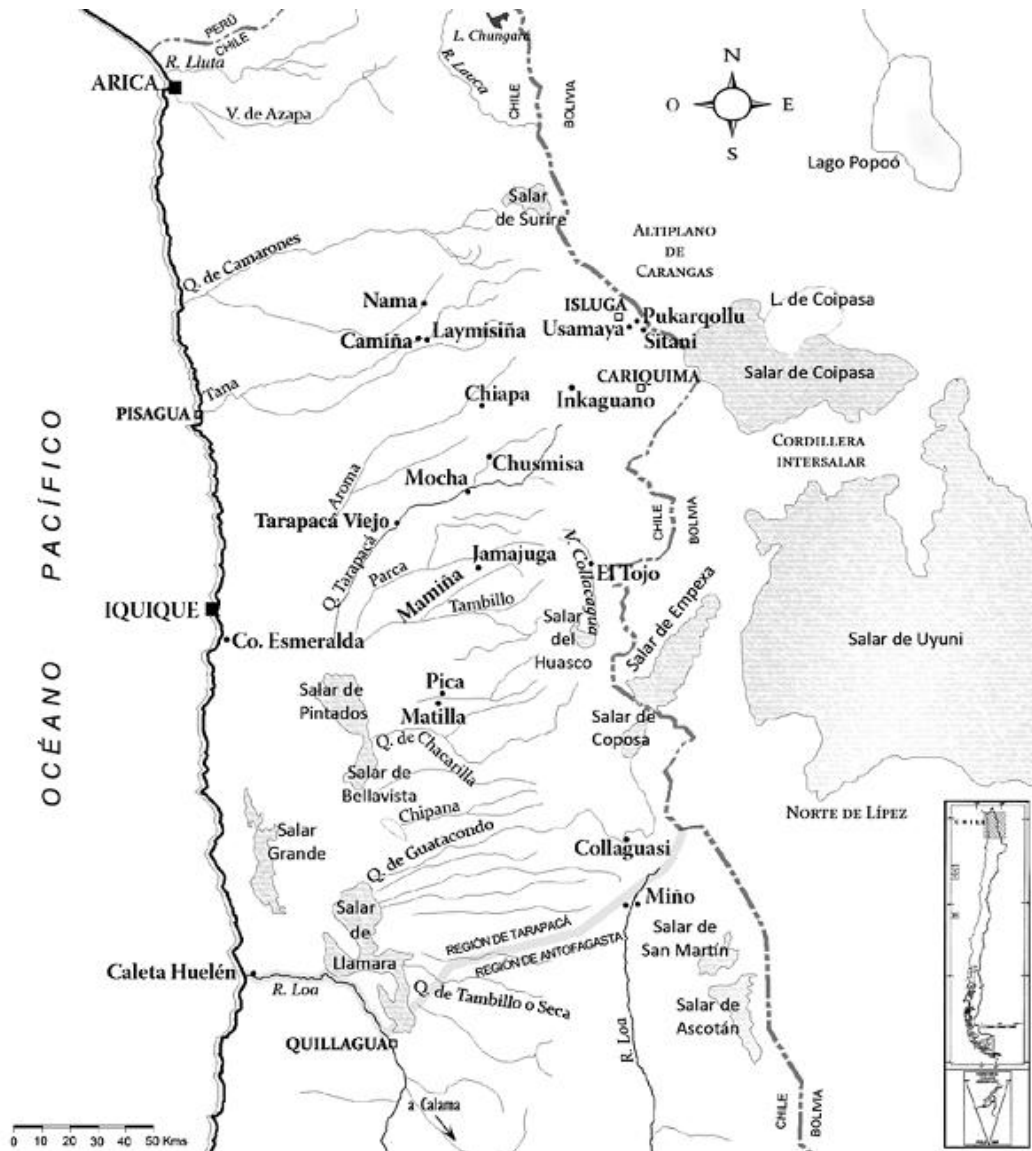 PERÚ
CHILE
R. Lluta
ARICA
V. de Azapa
L. Chungará
R. Lauca
CHILE
BOLIVIA
N
O
E
S
Lago Popoó
Salar
de Surire
ALTIPLANO
DE
CARANGAS
Q. de Camarones
Nama
Camiña
Laymisiña
ISLUGA
Usamaya
Pukarqollu
Sitani
L. de Coipasa
Salar de Coipasa
Tana
PISAGUA
Chiapa
CARIQUIMA
Inkaguano
CORDILLERA
INTERSALAR
Aroma
Mocha
Chusmisa
Tarapacá Viejo
CHILE
BOLIVIA
OCÉANO PACÍFICO
Q. Tarapacá
Parca
Jamajuga
Mamiña
Tambillo
V. Collacagua
El Tojo
IQUIQUE
Co. Esmeralda
Salar
del
Huasco
Salar de Empexa
Salar de Uyuni
Salar de
Pintados
Pica
Matilla
Salar de
Coposa
Q. de Chacarilla
Salar de
Bellavista
Chipana
NORTE DE LÍPEZ
Salar
Grande
Q. de Guatacondo
Collaguasi
Salar
de
Llamara
Miño
REGIÓN DE TARAPACÁ
REGIÓN DE ANTOFAGASTA
Salar de
San Martín
Caleta Huelén
R. Loa
Q. de Tambillo o Seca
Salar de
Ascotán
R. Loa
QUILLAGUA
a Calama
CHILE
BOLIVIA
0 10 20 30 40 50 Kms
CHILE